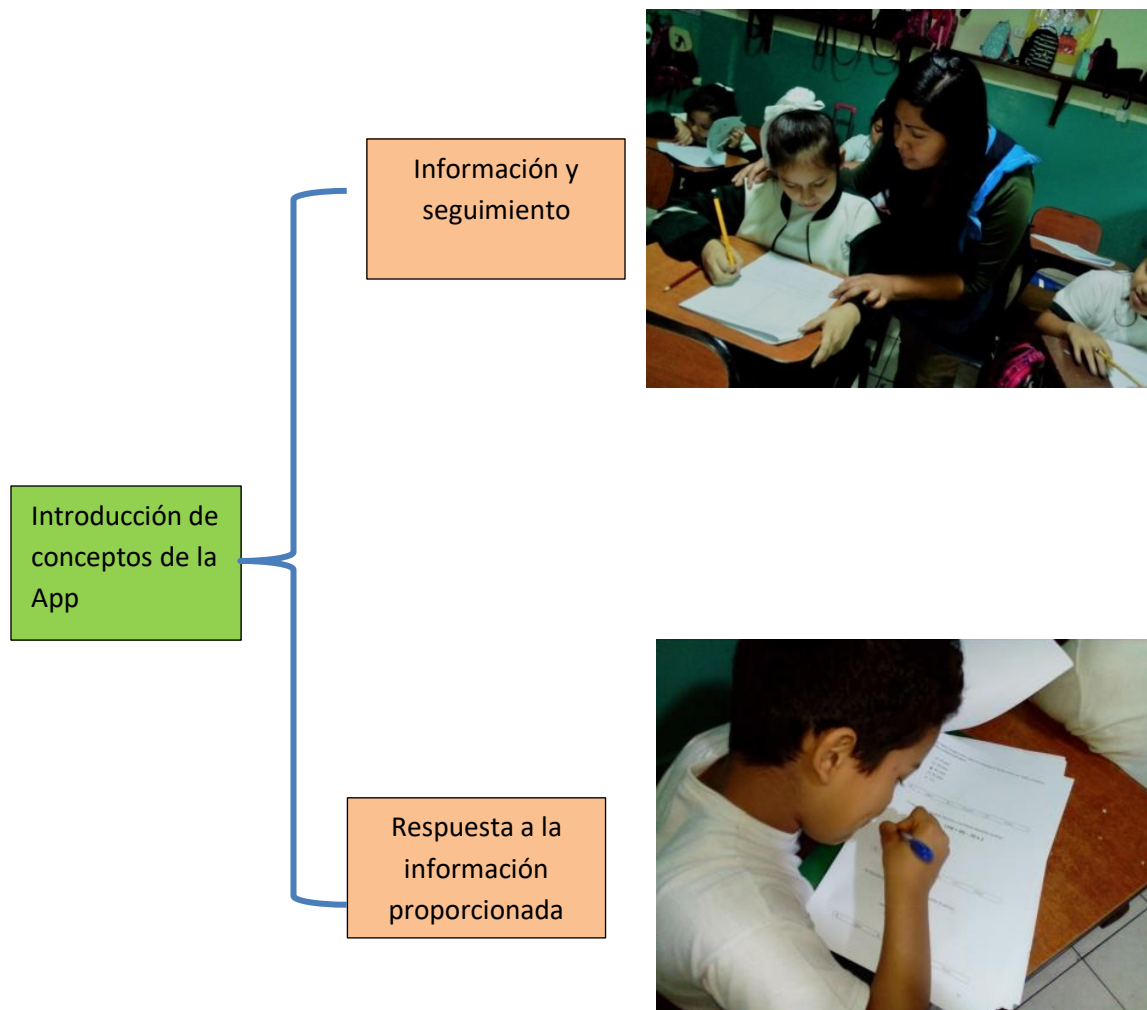 Información y
seguimiento
Introducción de
conceptos de la
App
Respuesta a la
información
proporcionada